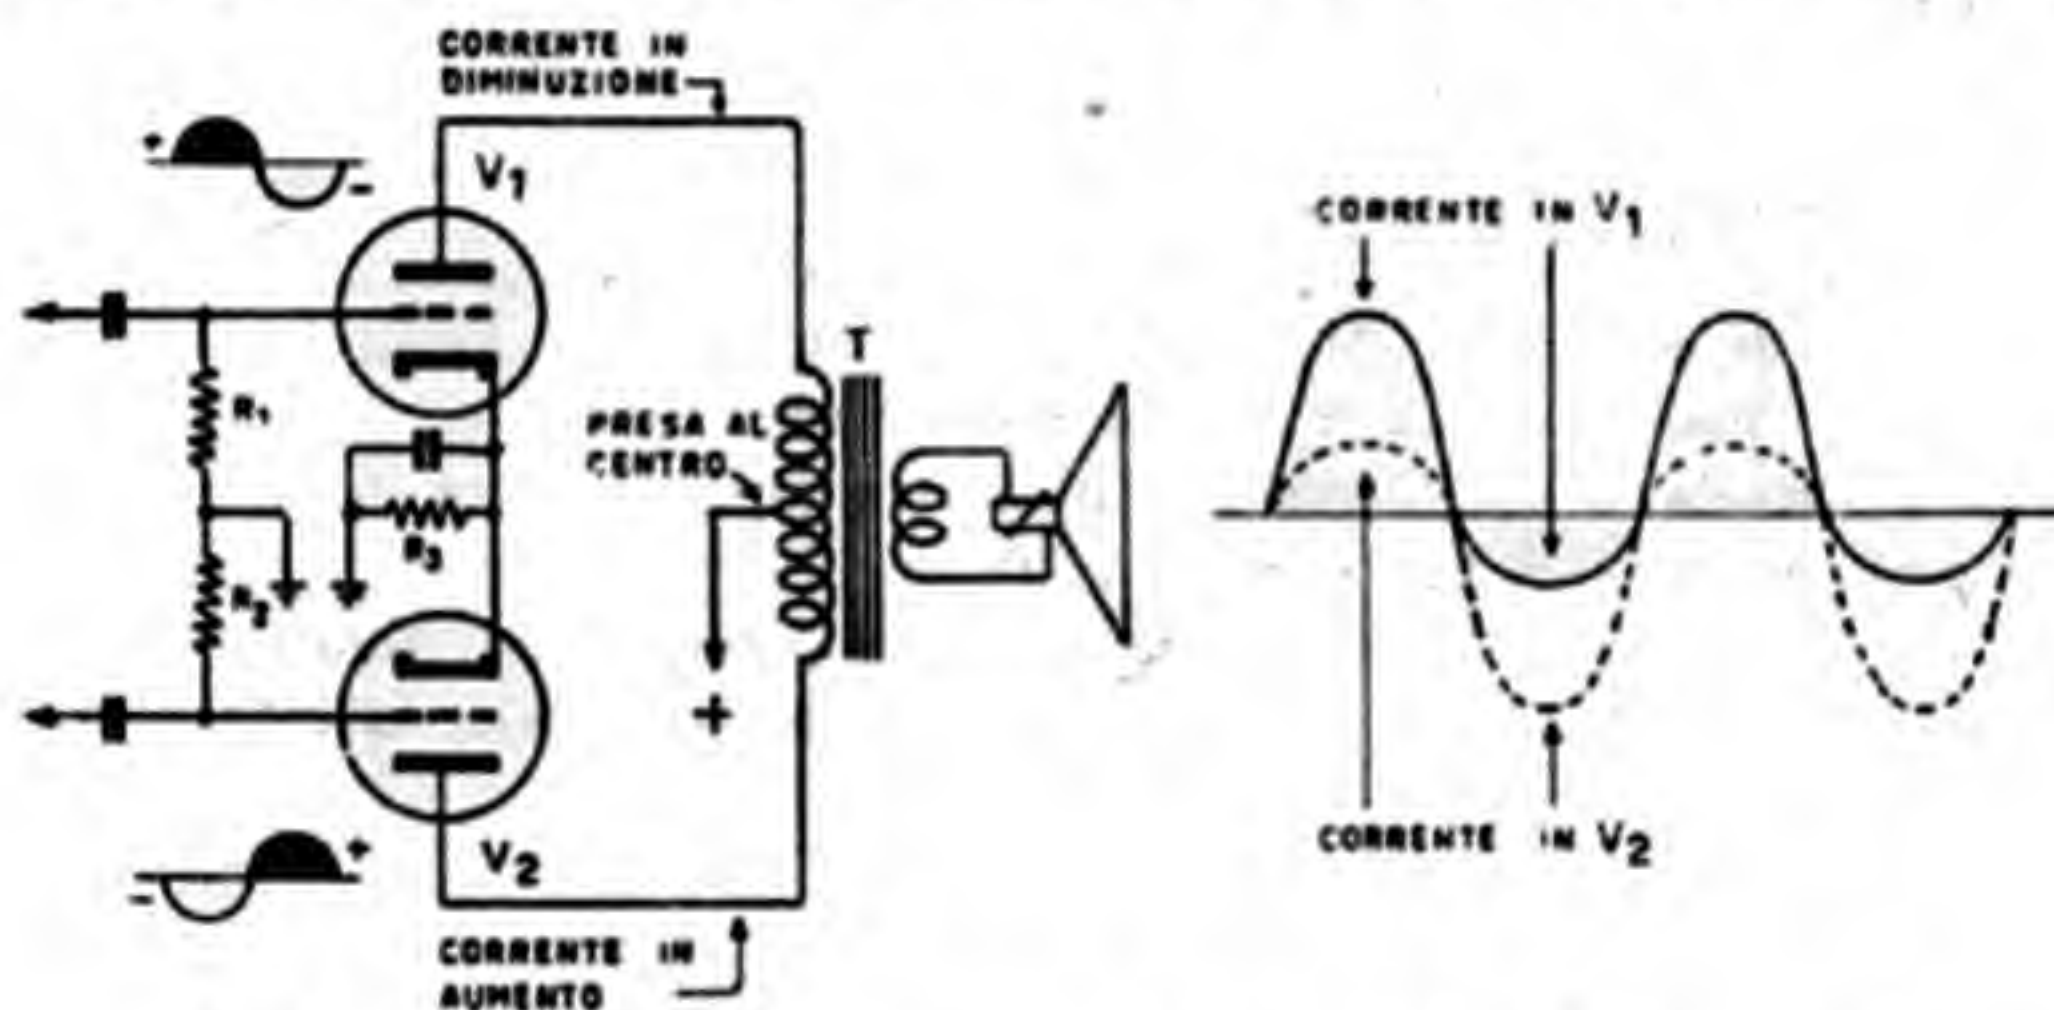 CORRENTE IN
DIMINUZIONE
+
-
V1
CORRENTE IN V1
T
R1
PRESA AL
CENTRO
R3
R2
+
V2
+
-
CORRENTE IN V2
CORRENTE IN
AUMENTO